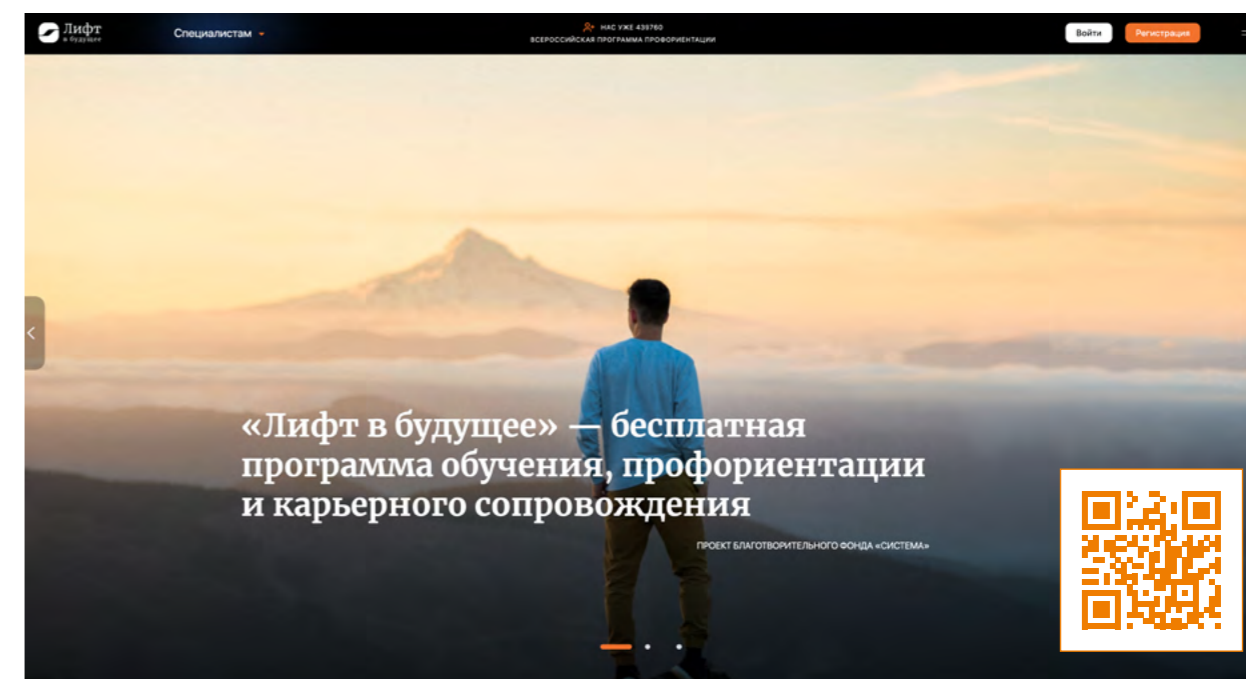 Лифт
в будущее
Специалистам
НАС УЖЕ 439760
ВСЕРОССИЙСКАЯ ПРОГРАММА ПРОФОРИЕНТАЦИИ
Войти
Регистрация
«Лифт в будущее» — бесплатная
программа обучения, профориентации
и карьерного сопровождения
ПРОЕКТ БЛАГОТВОРИТЕЛЬНОГО ФОНДА «СИСТЕМА»